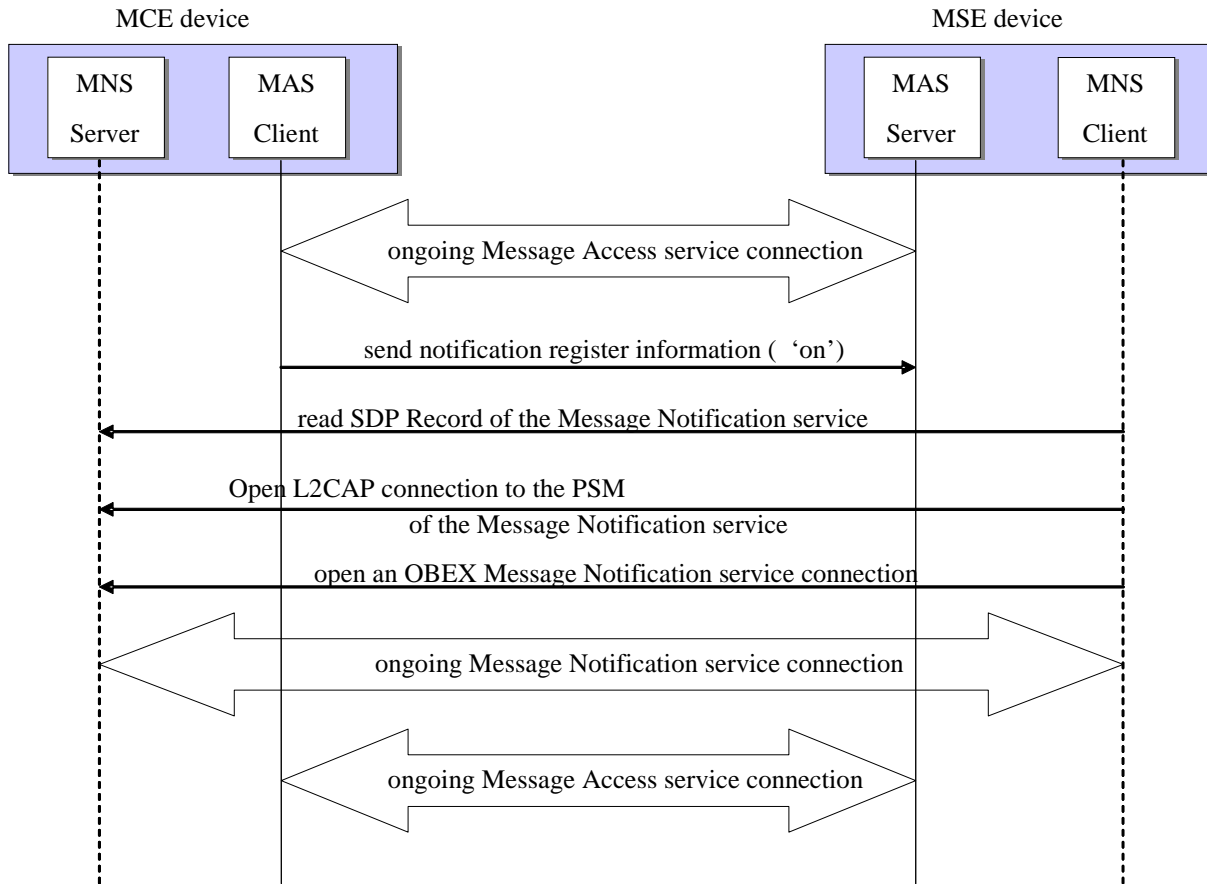 MCE device
MSE device
MNS
Server
MAS
Client
MAS
Server
MNS
Client
ongoing Message Access service connection
send notification register information ( ‘on’)
read SDP Record of the Message Notification service
Open L2CAP connection to the PSM
of the Message Notification service
open an OBEX Message Notification service connection
ongoing Message Notification service connection
ongoing Message Access service connection